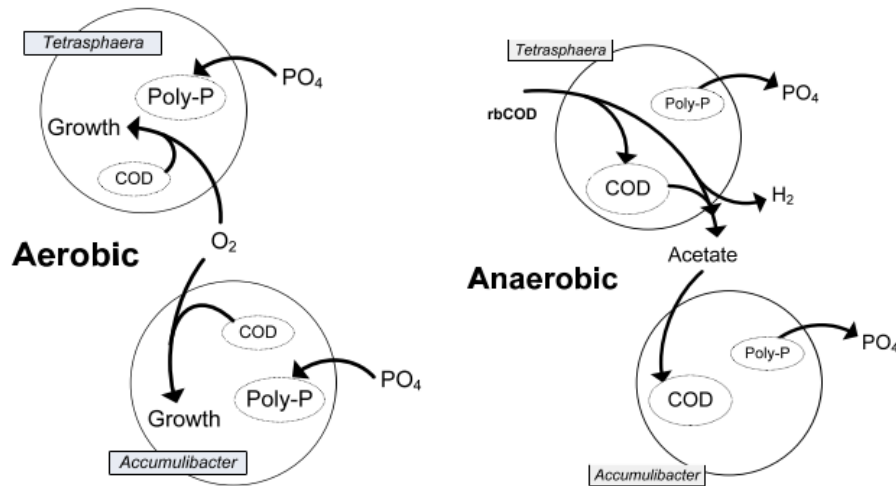 Tetrasphaera
Poly-P
PO₄
Growth
COD
O₂
Aerobic
COD
Poly-P
PO₄
Growth
Accumulibacter
Tetrasphaera
rbCOD
Poly-P
PO₄
COD
H₂
Acetate
Anaerobic
Poly-P
PO₄
COD
Accumulibacter